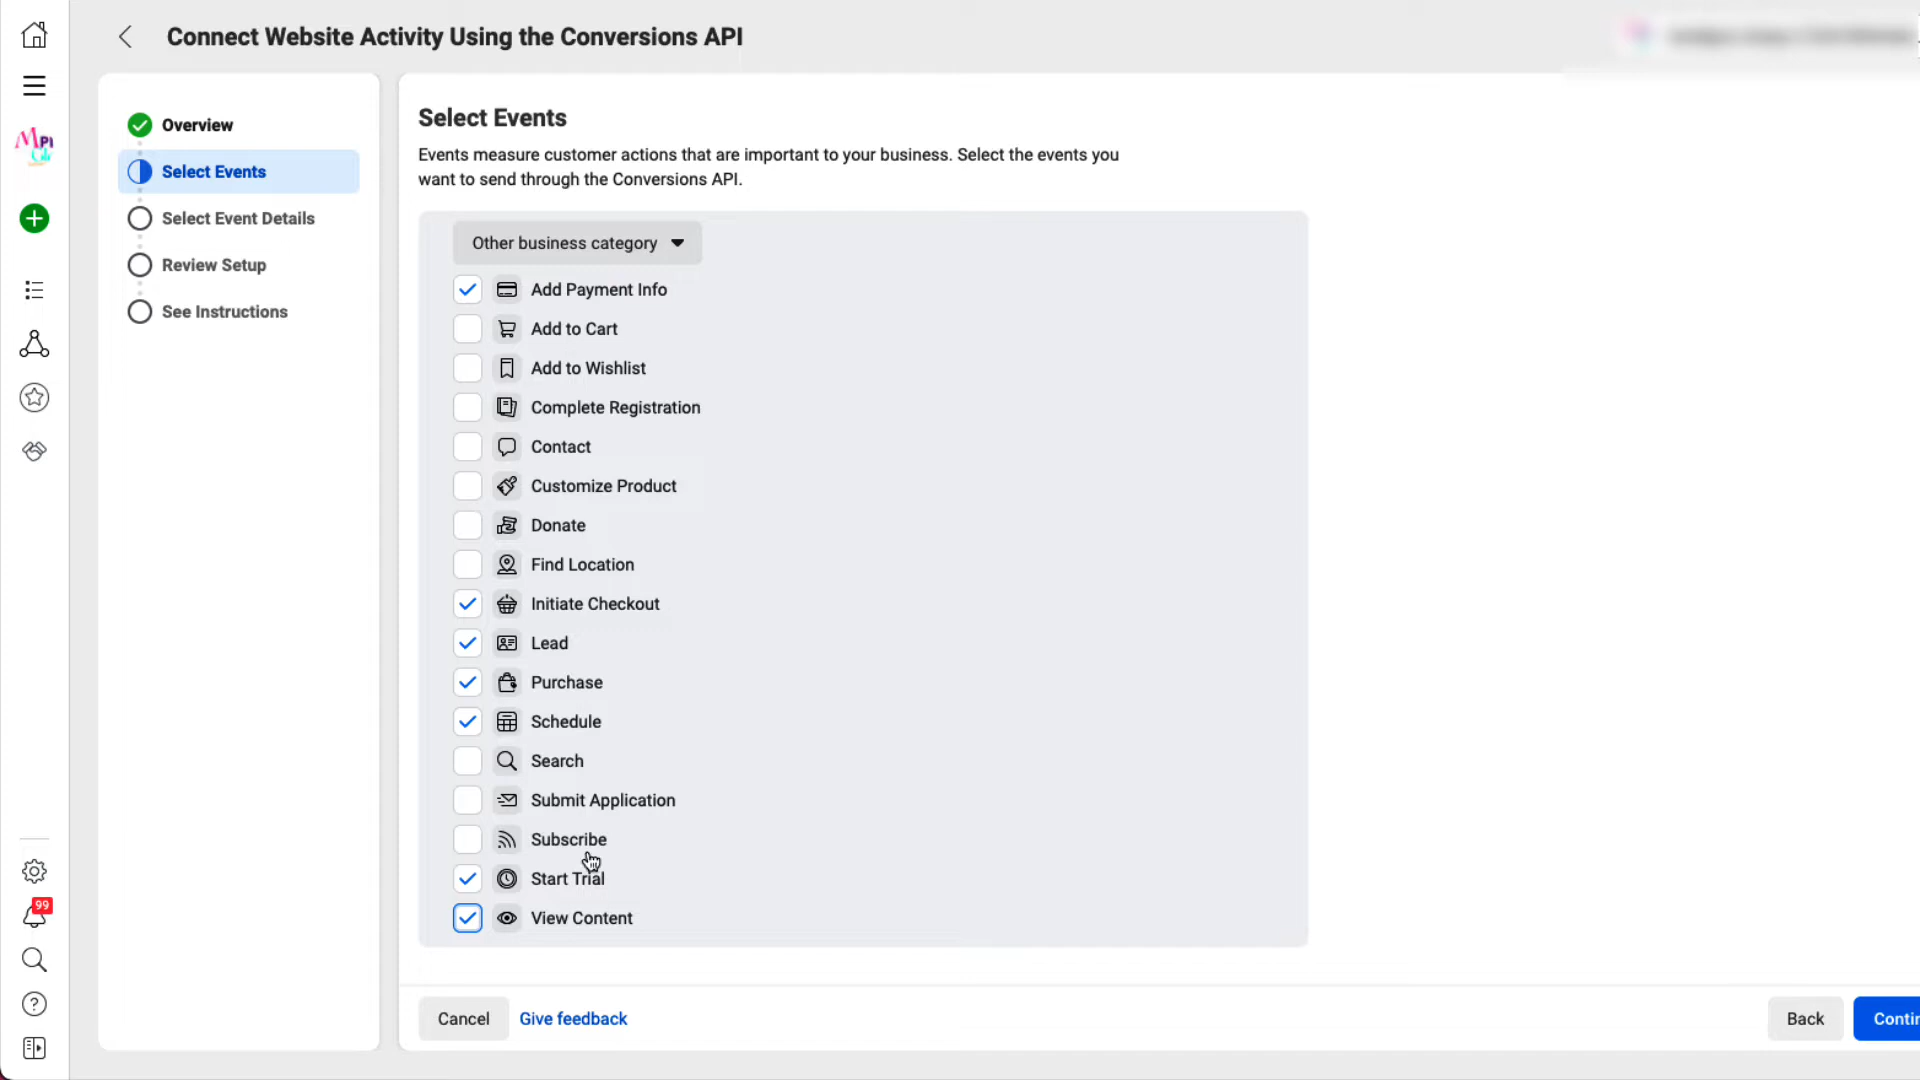 Connect Website Activity Using the Conversions API
MPI
Overview
Select Events
Select Event Details
Review Setup
See Instructions
Select Events
Events measure customer actions that are important to your business. Select the events you
want to send through the Conversions API.
Other business category
Add Payment Info
Add to Cart
Add to Wishlist
Complete Registration
Contact
Customize Product
Donate
Find Location
Initiate Checkout
Lead
Purchase
Schedule
Search
Submit Application
Subscribe
Start Trial
View Content
99
Cancel
Give feedback
Back
Contin